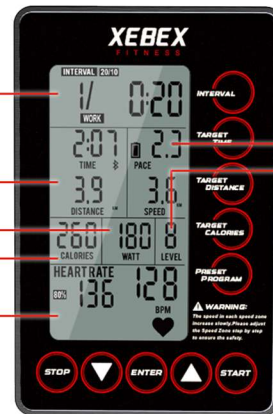 XEBEX
FITNESS
INTERVAL 20/10
1/ 0:20
WORK
INTERVAL
2:07 2.3
TIME PACE
TARGET
TIME
3.9 3.6
DISTANCE SPEED
TARGET
DISTANCE
260 180 8
CALORIES WATT LEVEL
TARGET
CALORIES
HEART RATE
80% 136 128
BPM
PRESET
PROGRAM
WARNING:
The speed in each speed zone
increase slowly.Please adjust
the Speed Zone step by step
to ensure the safety.
STOP ENTER START